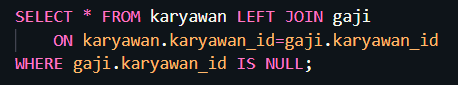 SELECT * FROM karyawan LEFT JOIN gaji
    ON karyawan.karyawan_id=gaji.karyawan_id
WHERE gaji.karyawan_id IS NULL;